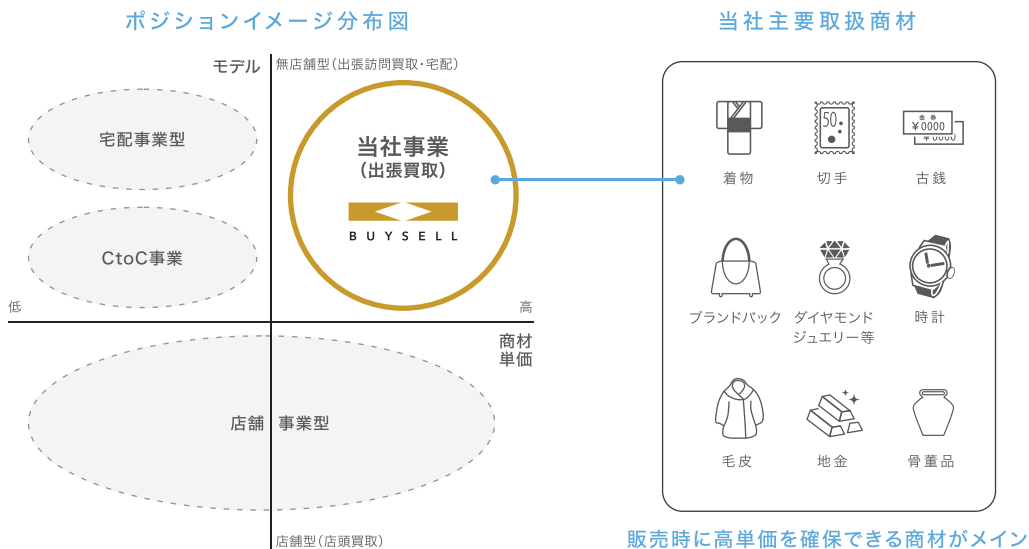 ポジションイメージ分布図
モデル
無店舗型(出張訪問買取・宅配)
宅配事業型
当社事業
(出張買取)
BUYSELL
CtoC事業
低
高
商材
単価
店舗 事業型
店舗型(店頭買取)
当社主要取扱商材
50
金券
¥0000
¥0000
着物
切手
古銭
ブランドバック
ダイヤモンド
ジュエリー等
時計
毛皮
地金
骨董品
販売時に高単価を確保できる商材がメイン